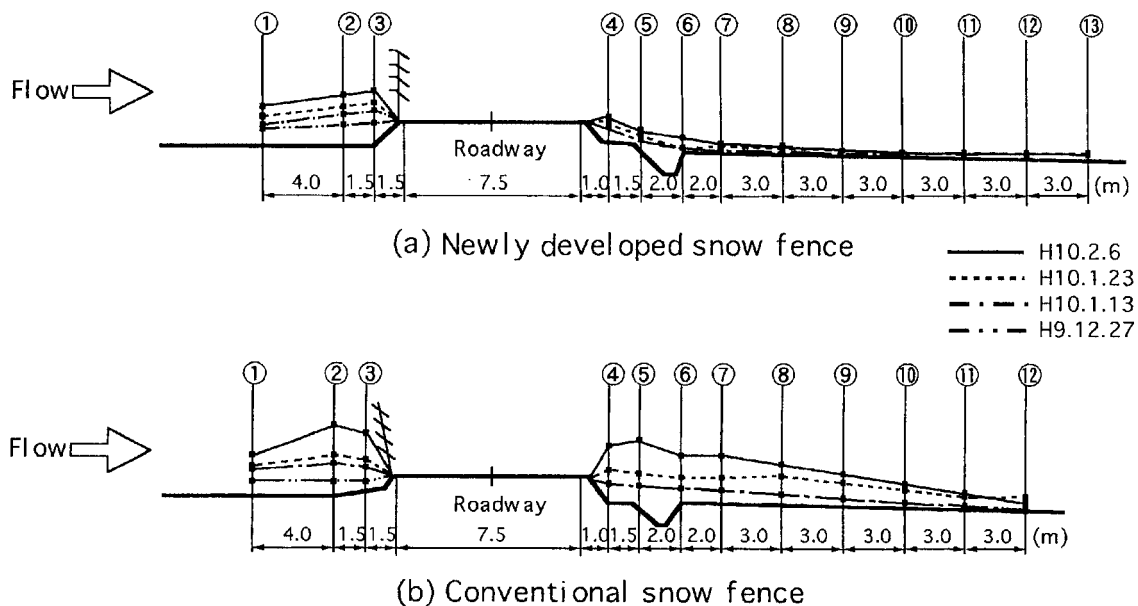 ① ② ③ ④ ⑤ ⑥ ⑦ ⑧ ⑨ ⑩ ⑪ ⑫ ⑬
Flow
Roadway
4.0 1.5 1.5 7.5 1.0 1.5 2.0 2.0 3.0 3.0 3.0 3.0 3.0 3.0 (m)
(a) Newly developed snow fence
H10.2.6
H10.1.23
H10.1.13
H9.12.27
① ② ③ ④ ⑤ ⑥ ⑦ ⑧ ⑨ ⑩ ⑪ ⑫
Flow
Roadway
4.0 1.5 1.5 7.5 1.0 1.5 2.0 2.0 3.0 3.0 3.0 3.0 3.0 (m)
(b) Conventional snow fence